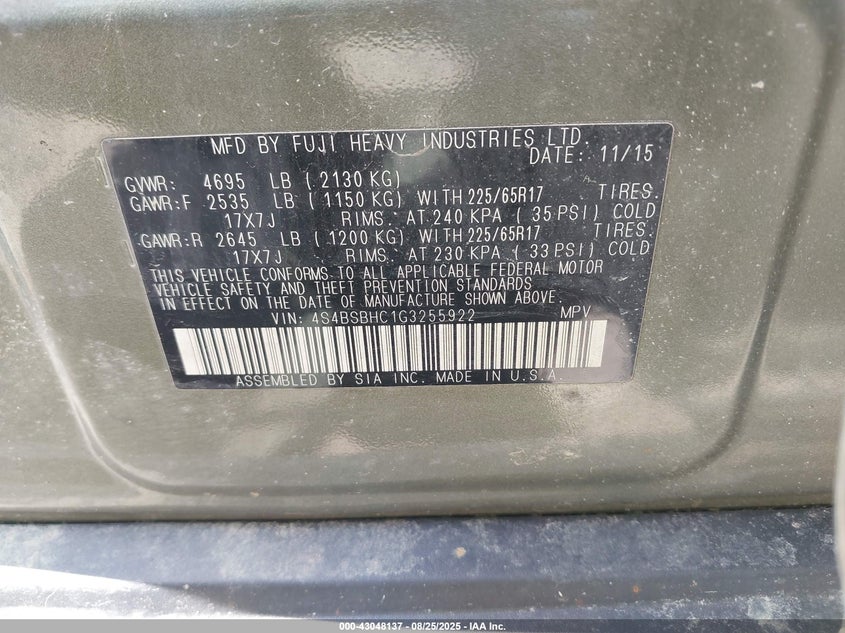 MFD BY FUJI HEAVY INDUSTRIES LTD.
DATE: 11/15
GVWR: 4695 LB (2130 KG)
GAWR:F 2535 LB (1150 KG) WITH 225/65R17 TIRES.
17X7J RIMS. AT 240 KPA (35 PSI) COLD
GAWR:R 2645 LB (1200 KG) WITH 225/65R17 TIRES.
17X7J RIMS. AT 230 KPA (33 PSI) COLD
THIS VEHICLE CONFORMS TO ALL APPLICABLE FEDERAL MOTOR
VEHICLE SAFETY AND THEFT PREVENTION STANDARDS
IN EFFECT ON THE DATE OF MANUFACTURE SHOWN ABOVE.
VIN: 4S4BSBHC1G3255922 MPV
ASSEMBLED BY SIA INC. MADE IN U.S.A.
000-43048137 - 08/25/2025 - IAA Inc.